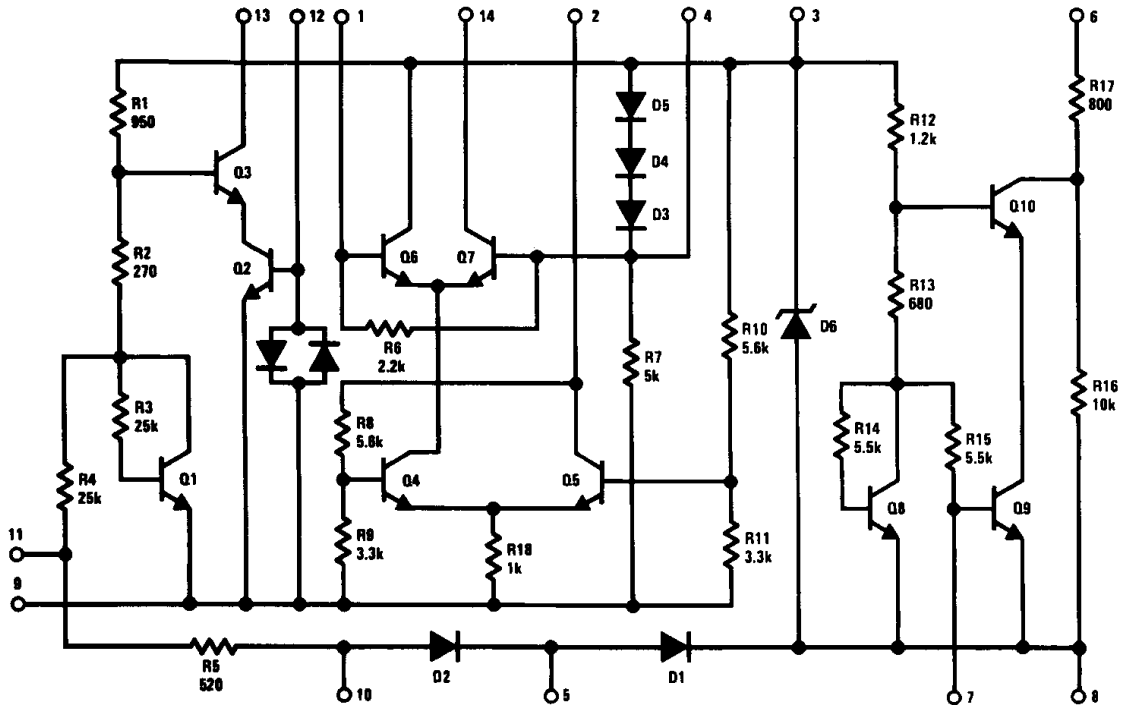 13
12
1
14
2
4
3
6
R1
950
D5
R17
800
R12
1.2k
Q3
D4
D3
Q10
R2
270
Q2
Q6
Q7
R13
680
R6
2.2k
R7
5k
R10
5.6k
D6
R3
25k
R8
5.6k
R16
10k
R4
25k
Q1
Q4
Q5
R14
5.5k
R15
5.5k
Q8
Q9
R9
3.3k
R18
1k
R11
3.3k
11
9
R5
520
D2
D1
10
5
7
8